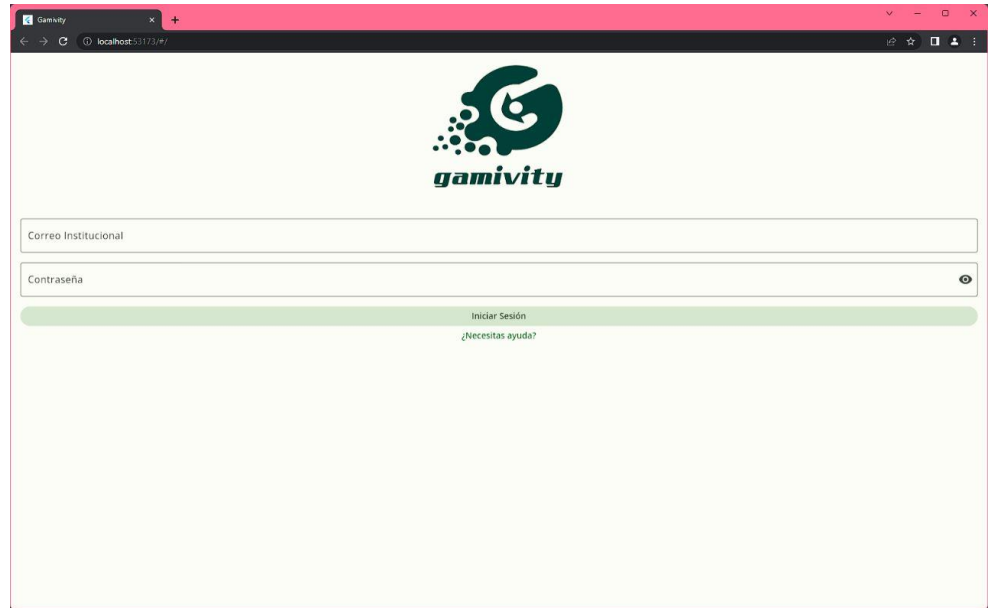 Gamivity
localhost:53173/#/
gamivity
Correo Institucional
Contraseña
Iniciar Sesión
¿Necesitas ayuda?